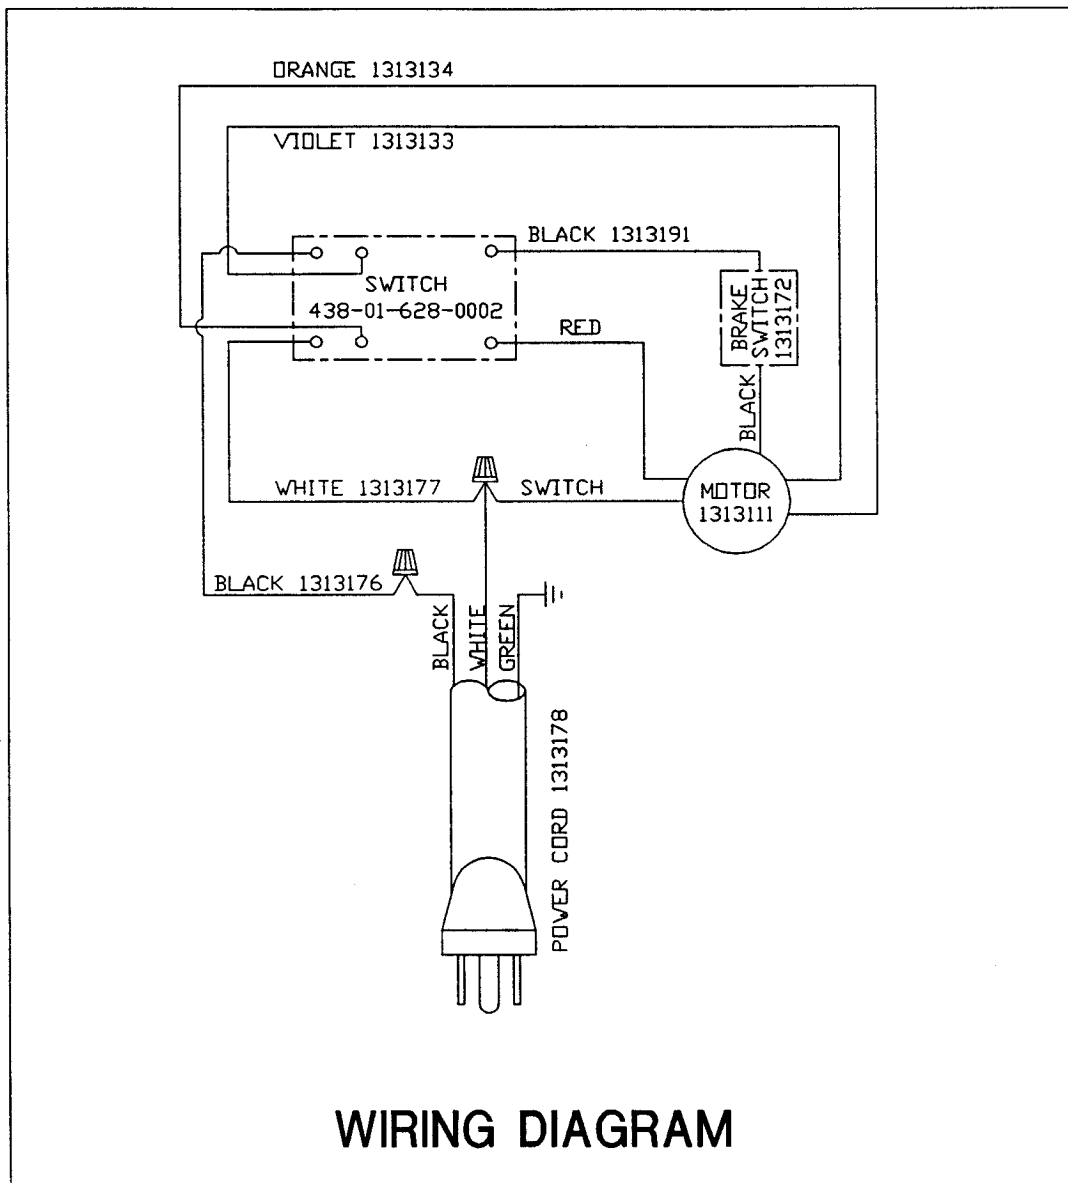 ORANGE 1313134
VIOLET 1313133
BLACK 1313191
SWITCH
438-01-628-0002
BRAKE
SWITCH
1313172
RED
BLACK
WHITE 1313177
SWITCH
MOTOR
1313111
BLACK 1313176
BLACK
WHITE
GREEN
POWER CORD 1313178
WIRING DIAGRAM